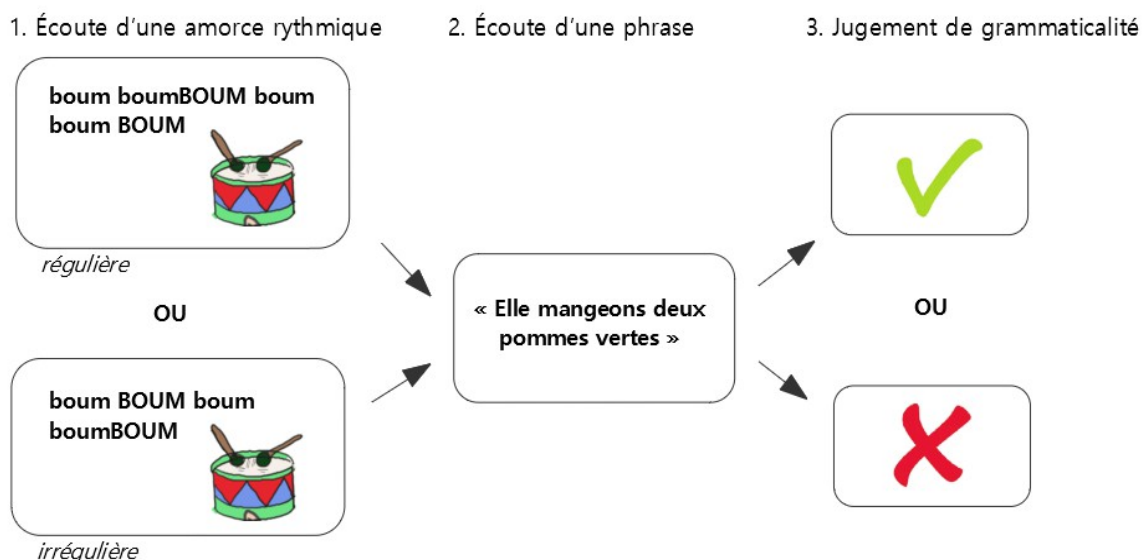 1. Écoute d’une amorce rythmique
2. Écoute d’une phrase
3. Jugement de grammaticalité
boum boumBOUM boum
boum BOUM
régulière
OU
boum BOUM boum
boumBOUM
irrégulière
« Elle mangeons deux
pommes vertes »
OU